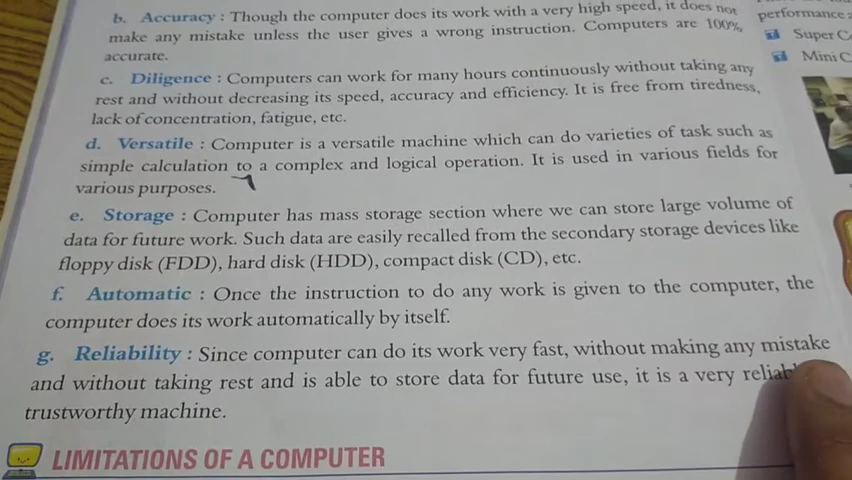 b. Accuracy : Though the computer does its work with a very high speed, it does not
make any mistake unless the user gives a wrong instruction. Computers are 100%
accurate.
c. Diligence : Computers can work for many hours continuously without taking any
rest and without decreasing its speed, accuracy and efficiency. It is free from tiredness,
lack of concentration, fatigue, etc.
d. Versatile : Computer is a versatile machine which can do varieties of task such as
simple calculation to a complex and logical operation. It is used in various fields for
various purposes.
e. Storage : Computer has mass storage section where we can store large volume of
data for future work. Such data are easily recalled from the secondary storage devices like
floppy disk (FDD), hard disk (HDD), compact disk (CD), etc.
f. Automatic : Once the instruction to do any work is given to the computer, the
computer does its work automatically by itself.
g. Reliability : Since computer can do its work very fast, without making any mistake
and without taking rest and is able to store data for future use, it is a very
trustworthy machine.
LIMITATIONS OF A COMPUTER
performance
Super
Mini